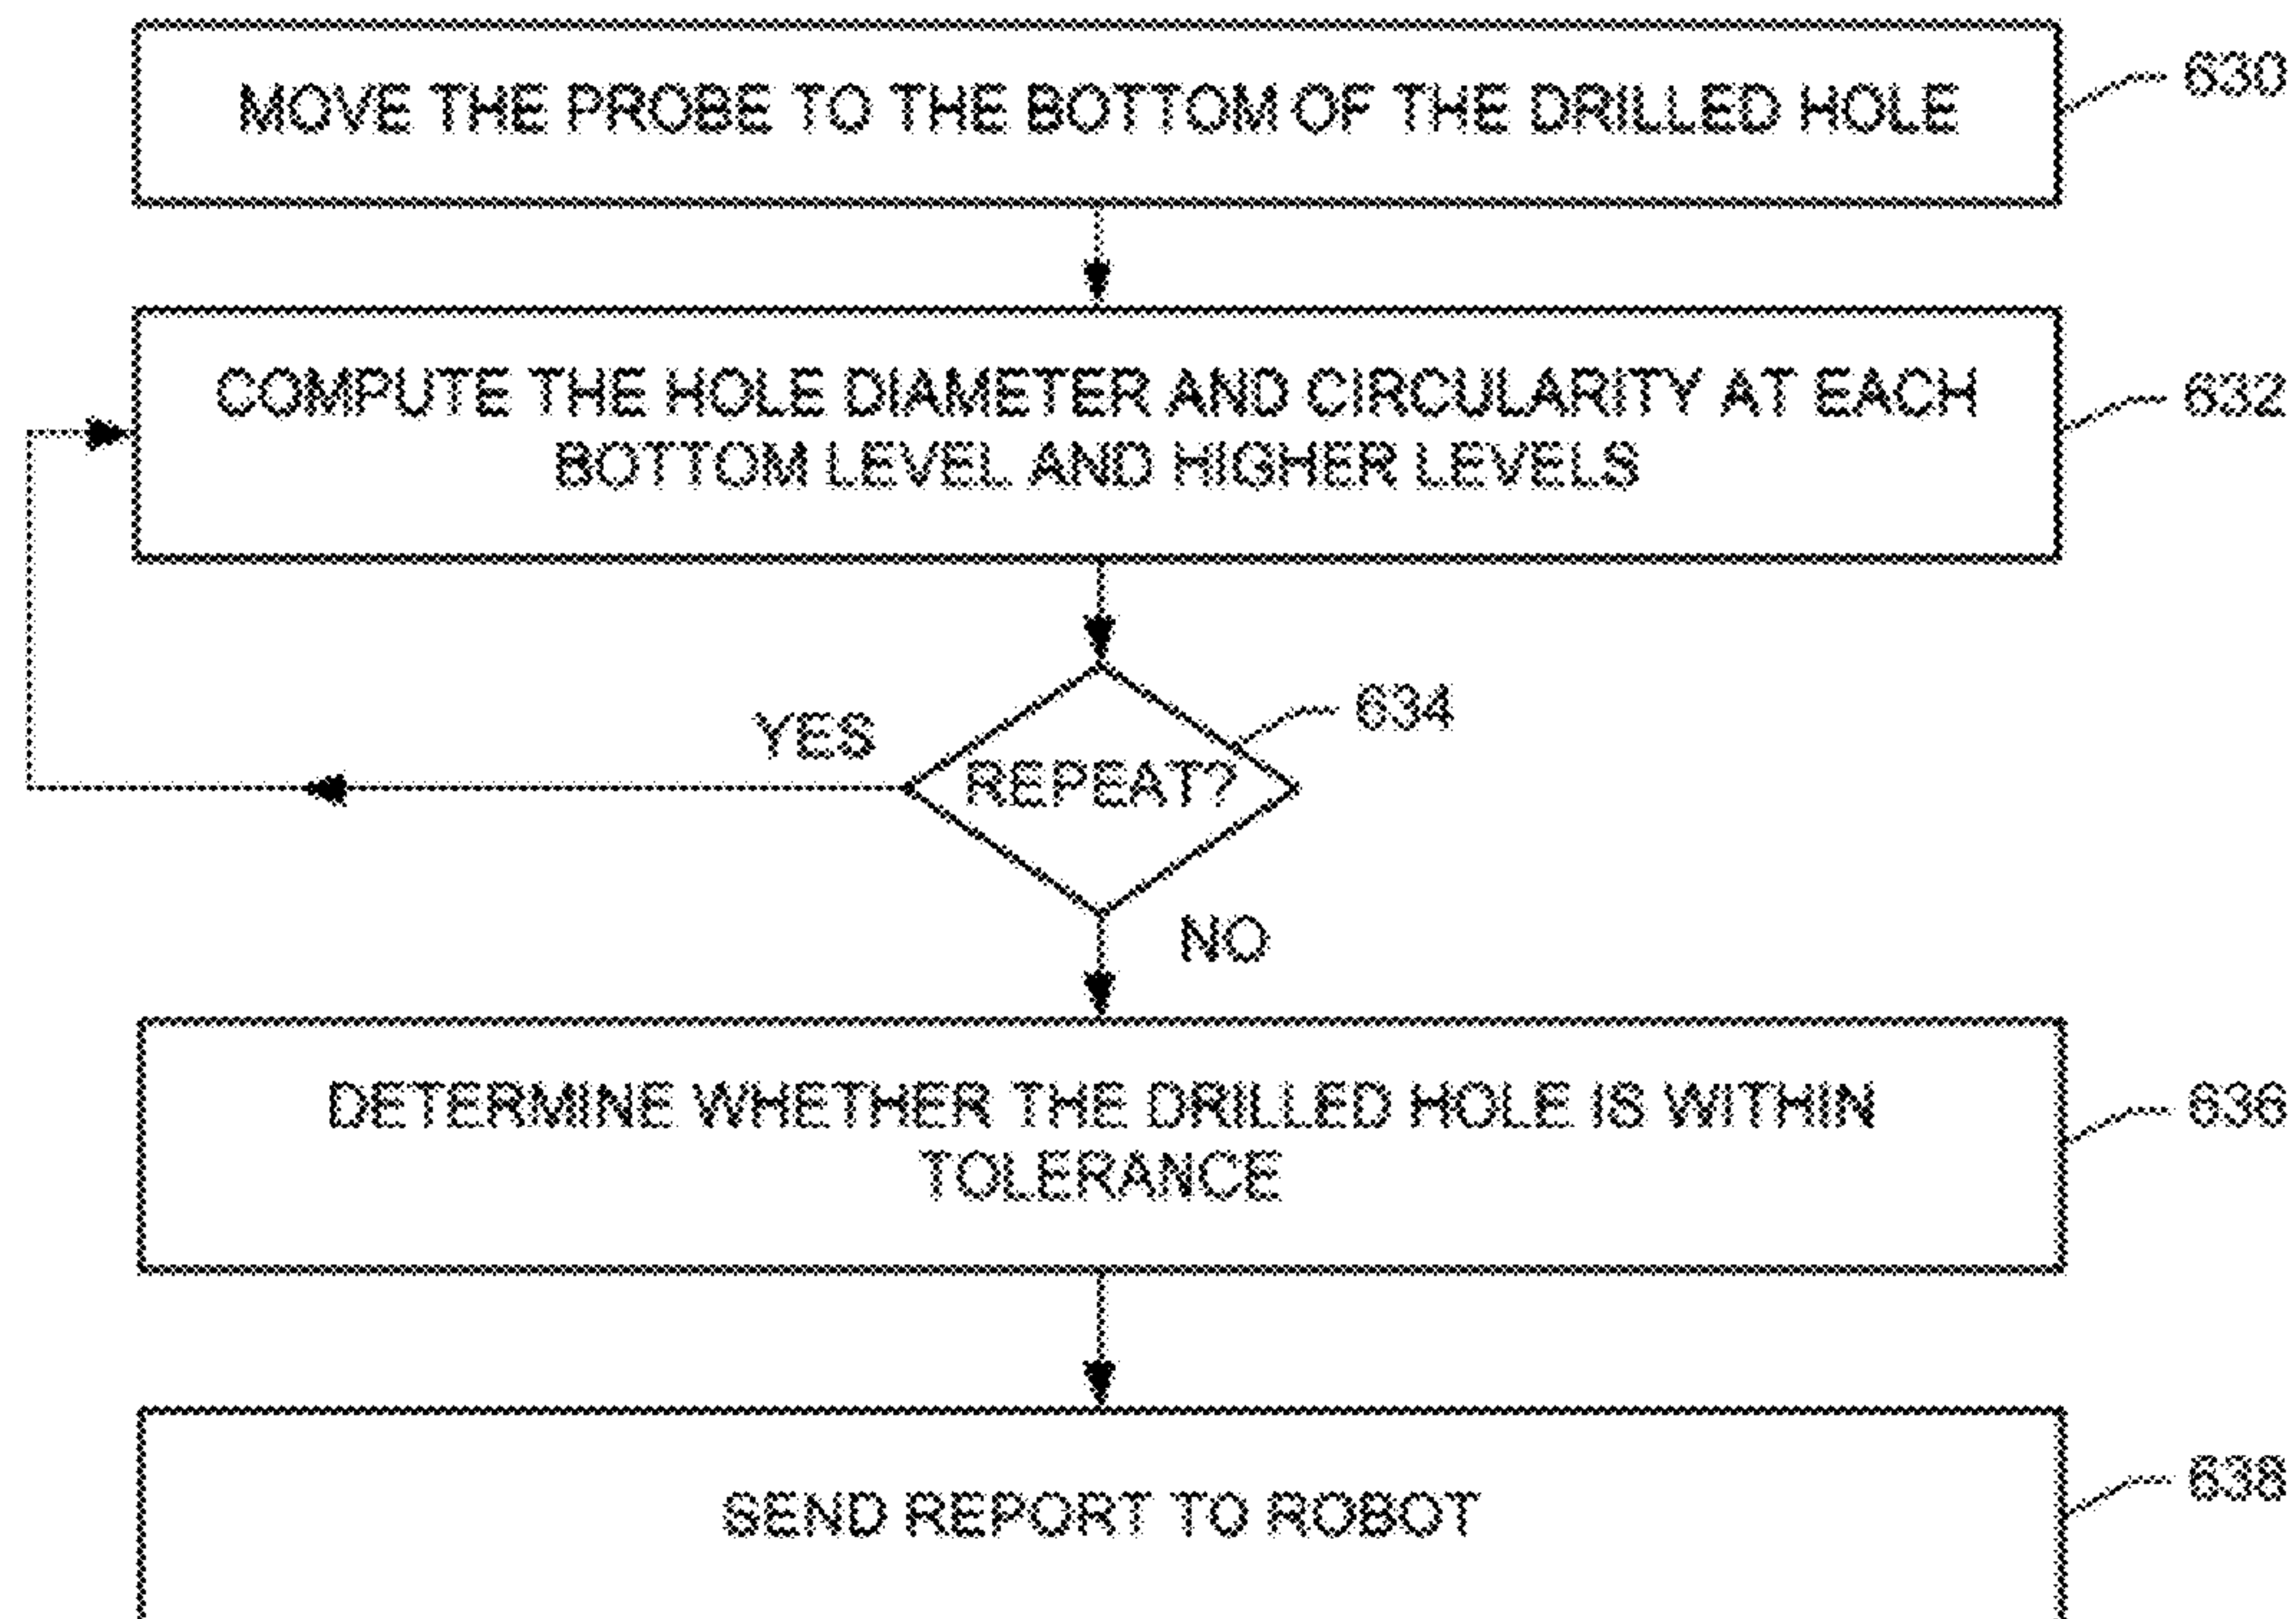 MOVE THE PROBE TO THE BOTTOM OF THE DRILLED HOLE
630
COMPUTE THE HOLE DIAMETER AND CIRCULARITY AT EACH
BOTTOM LEVEL AND HIGHER LEVELS
632
634
YES
REPEAT?
NO
DETERMINE WHETHER THE DRILLED HOLE IS WITHIN
TOLERANCE
636
SEND REPORT TO ROBOT
638